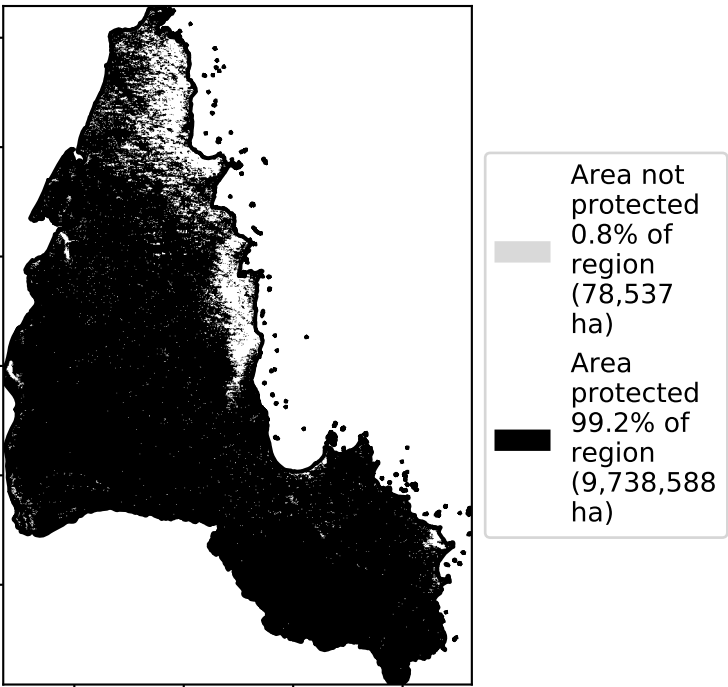 Area not
protected
0.8% of
region
(78,537
ha)
Area
protected
99.2% of
region
(9,738,588
ha)